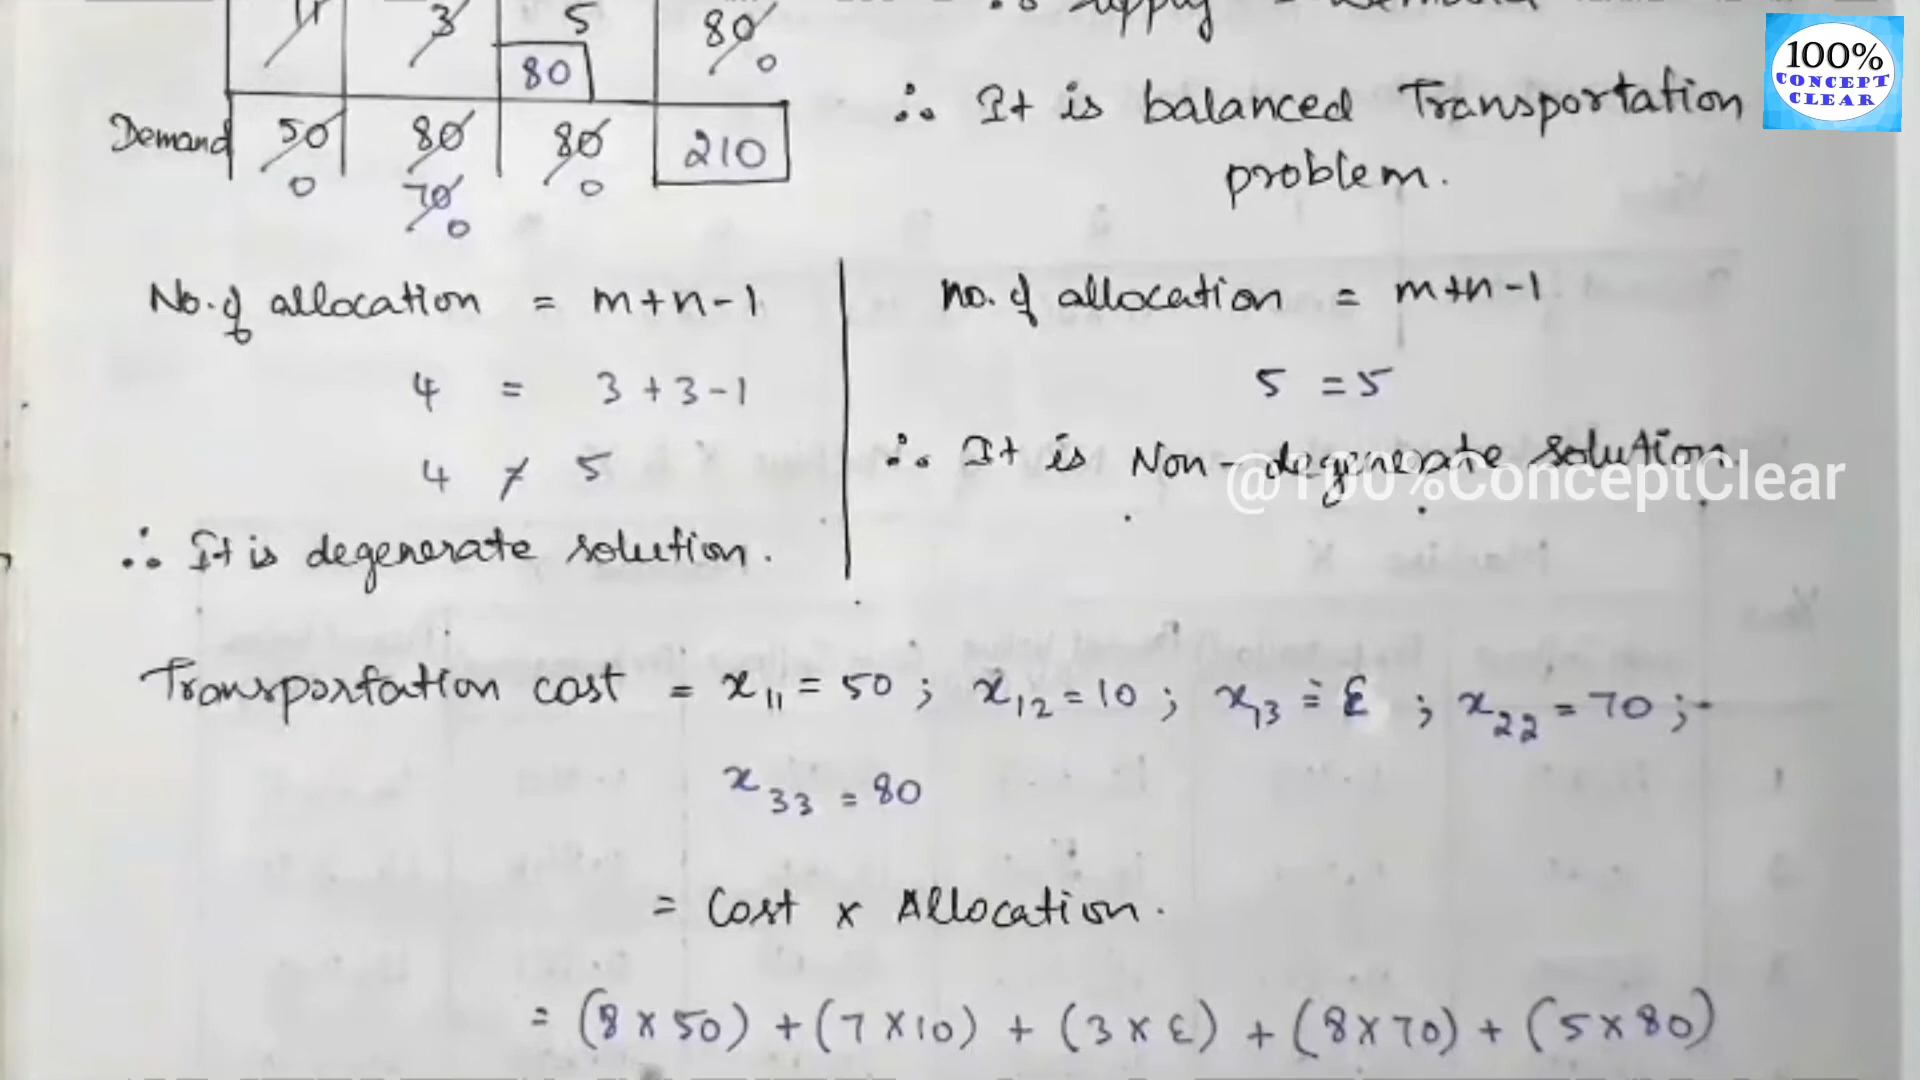 11 3 5 80
80 0
∴ It is balanced Transportation
problem.
Demand 50 80 80 210
0 70 0
0
No. of allocation = m+n-1
4 = 3+3-1
4 ≠ 5
∴ It is degenerate solution.
no. of allocation = m+n-1
5 = 5
∴ It is Non-degenerate solution
Transportation cost = x11 = 50 ; x12 = 10 ; x13 = ε ; x22 = 70 ;
x33 = 80
= Cost x Allocation.
= (8 x 50) + (7 x 10) + (3 x ε) + (8 x 70) + (5 x 80)
100%
CONCEPT
CLEAR
@100%ConceptClear